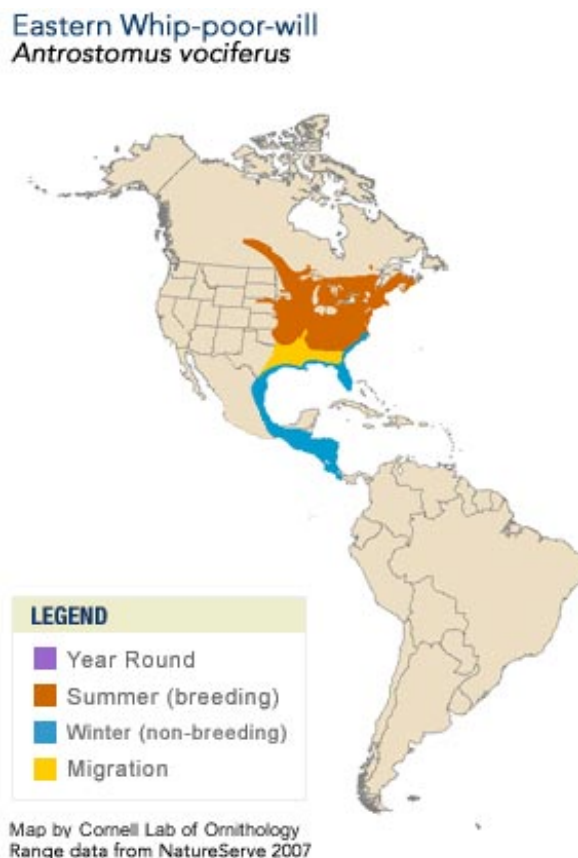 Eastern Whip-poor-will
Antrostomus vociferus
LEGEND
Year Round
Summer (breeding)
Winter (non-breeding)
Migration
Map by Cornell Lab of Ornithology
Range data from NatureServe 2007